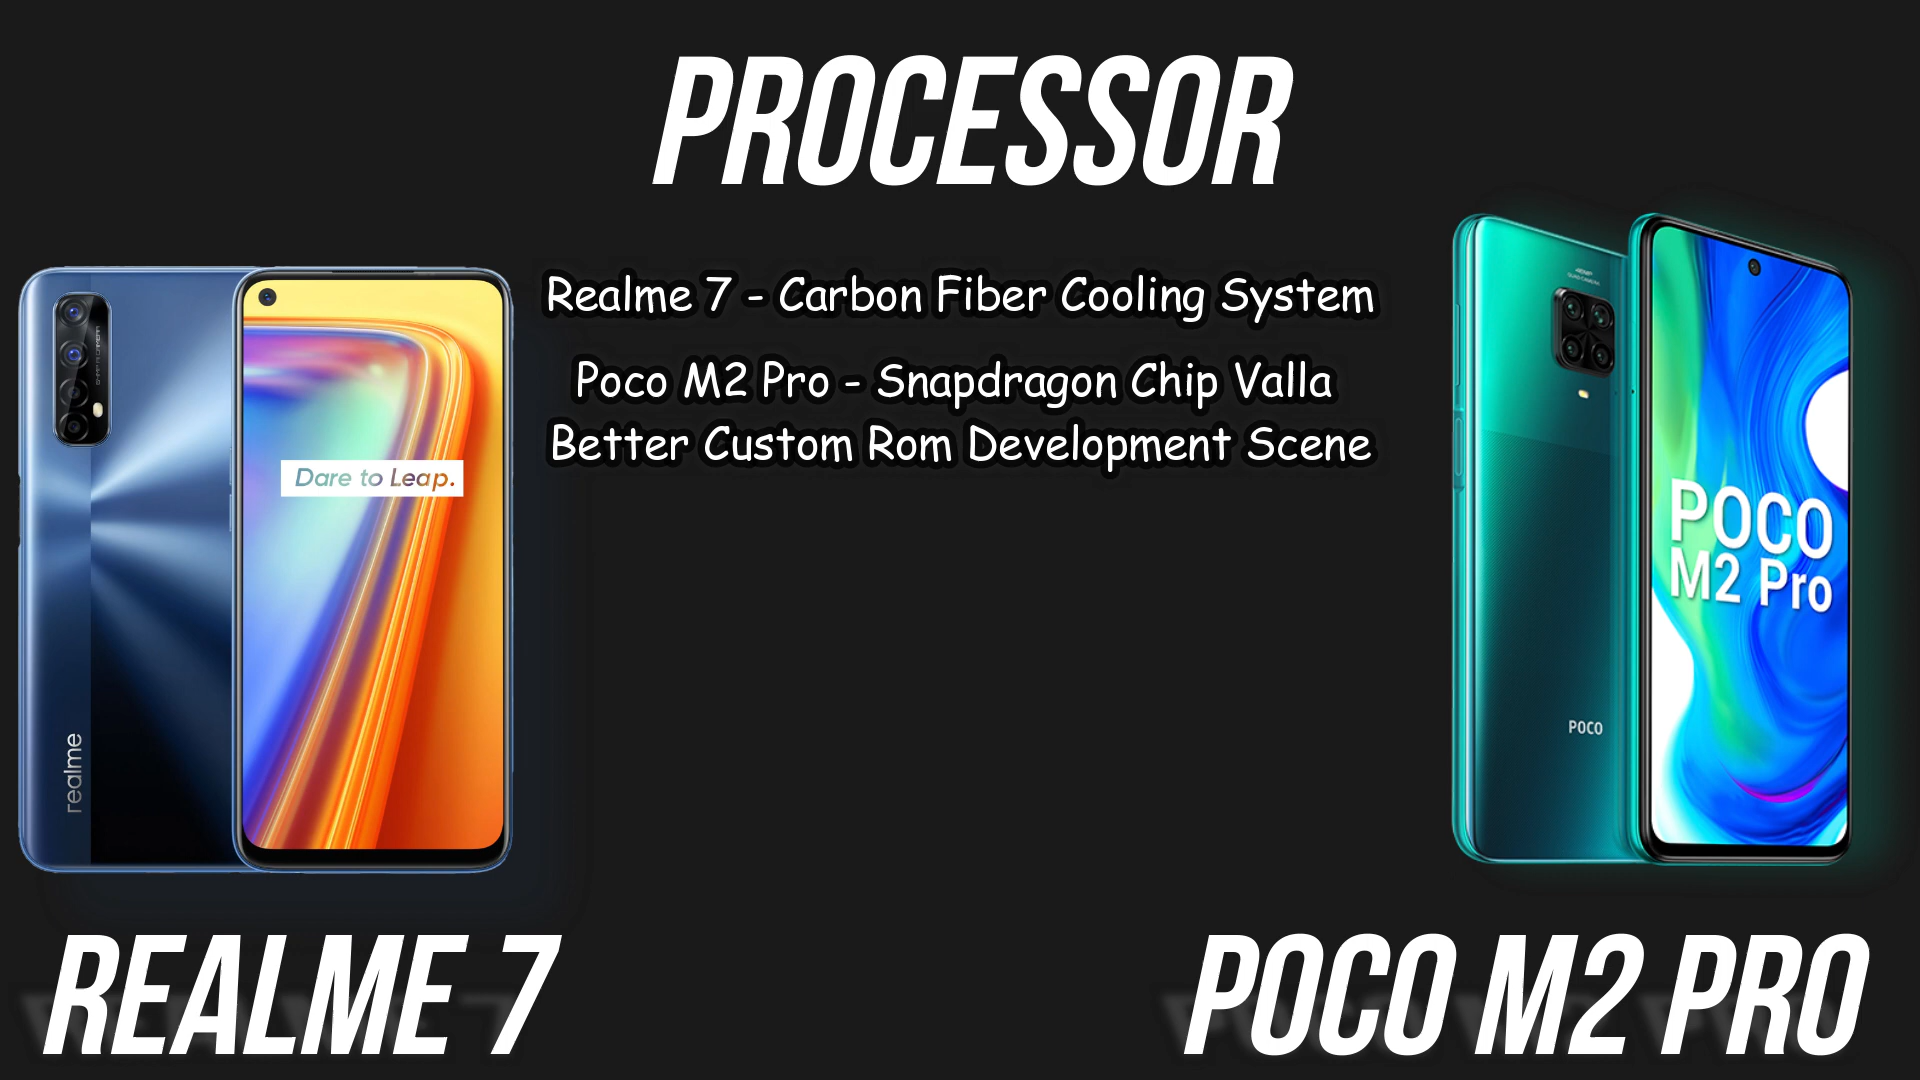 PROCESSOR
Realme 7 - Carbon Fiber Cooling System
Poco M2 Pro - Snapdragon Chip Valla
Better Custom Rom Development Scene
Dare to Leap.
realme
POCO
M2 Pro
POCO
REALME 7
POCO M2 PRO